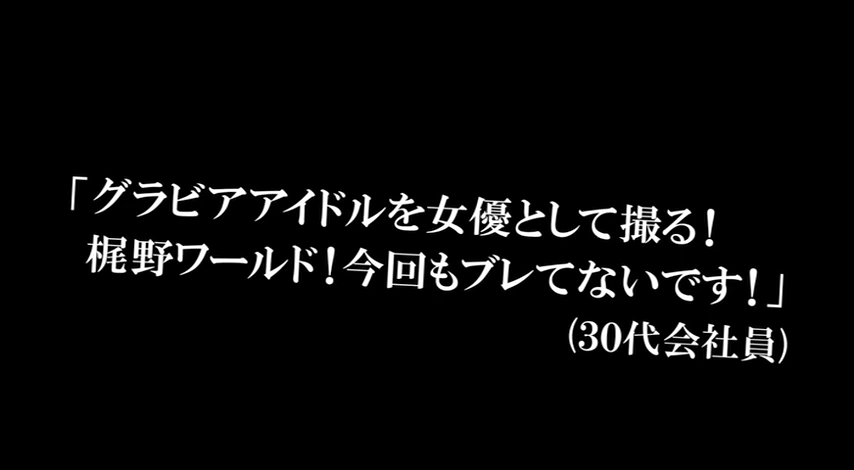 「グラビアアイドルを女優として撮る!
梶野ワールド!今回もブレてないです!」
(30代会社員)